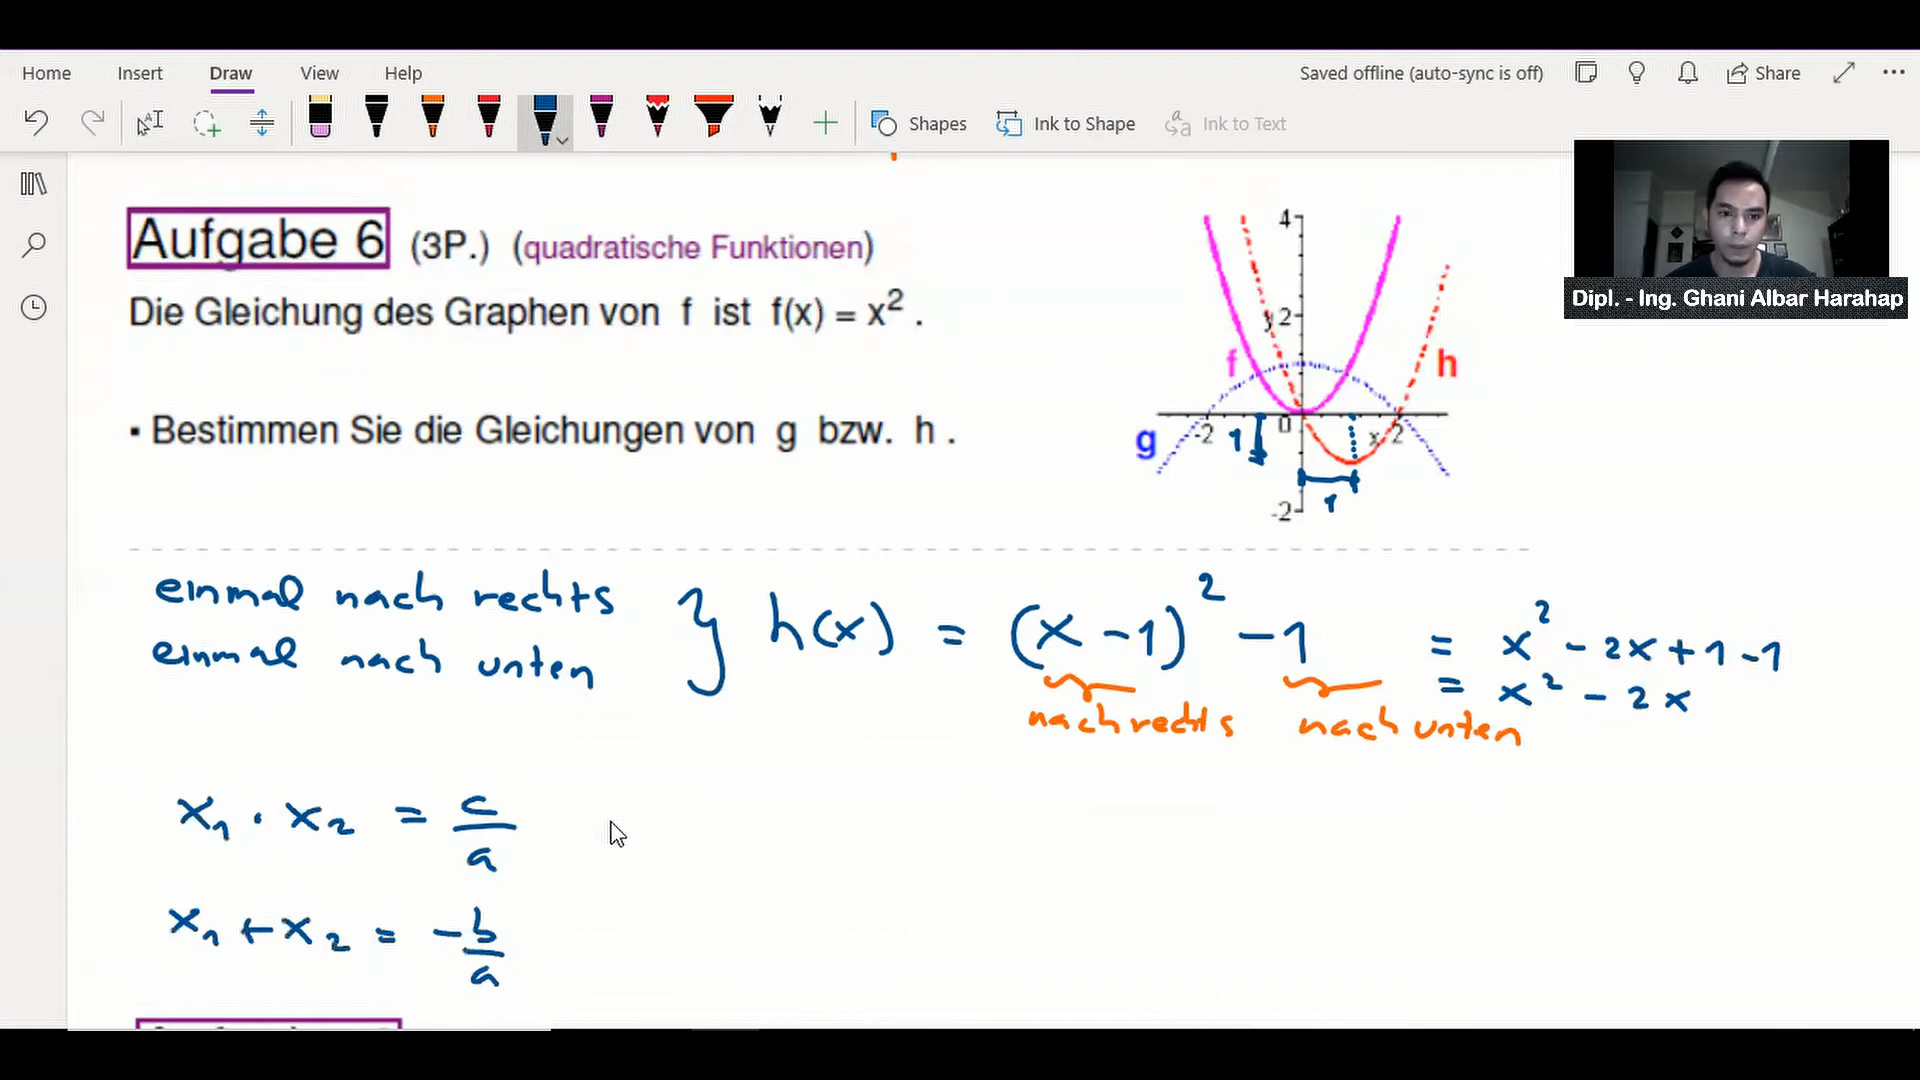 Home Insert Draw View Help Saved offline (auto-sync is off) Share
Shapes Ink to Shape Ink to Text
Aufgabe 6 (3P.) (quadratische Funktionen)
Die Gleichung des Graphen von f ist f(x) = x² .
▪ Bestimmen Sie die Gleichungen von g bzw. h .
4
y 2
f
h
g
-2 0 x 2
1
1
-2
Dipl. - Ing. Ghani Albar Harahap
einmal nach rechts
einmal nach unten
} h(x) = (x - 1)² - 1 = x² - 2x + 1 - 1
= x² - 2x
nach rechts nach unten
x₁ · x₂ = c/a
x₁ + x₂ = -b/a